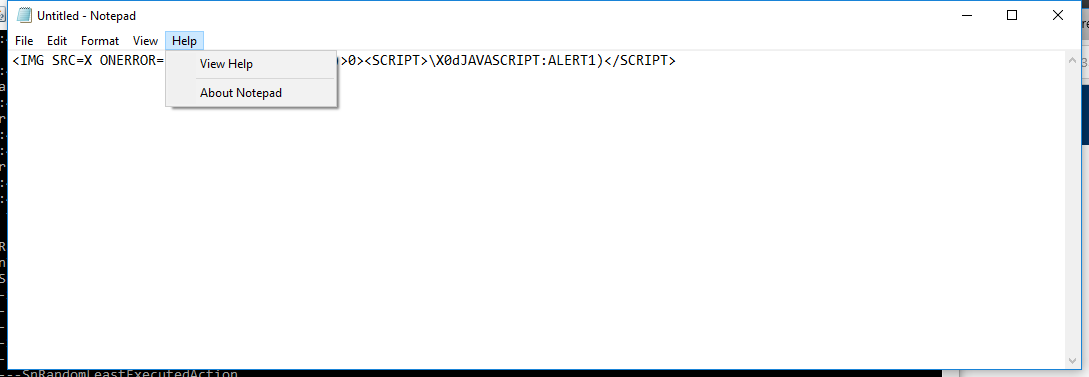 Untitled - Notepad
File Edit Format View Help
<IMG SRC=X ONERROR= >0><SCRIPT>\X0dJAVASCRIPT:ALERT1)</SCRIPT>
View Help
About Notepad
---SnRandomLeastExecutedAction